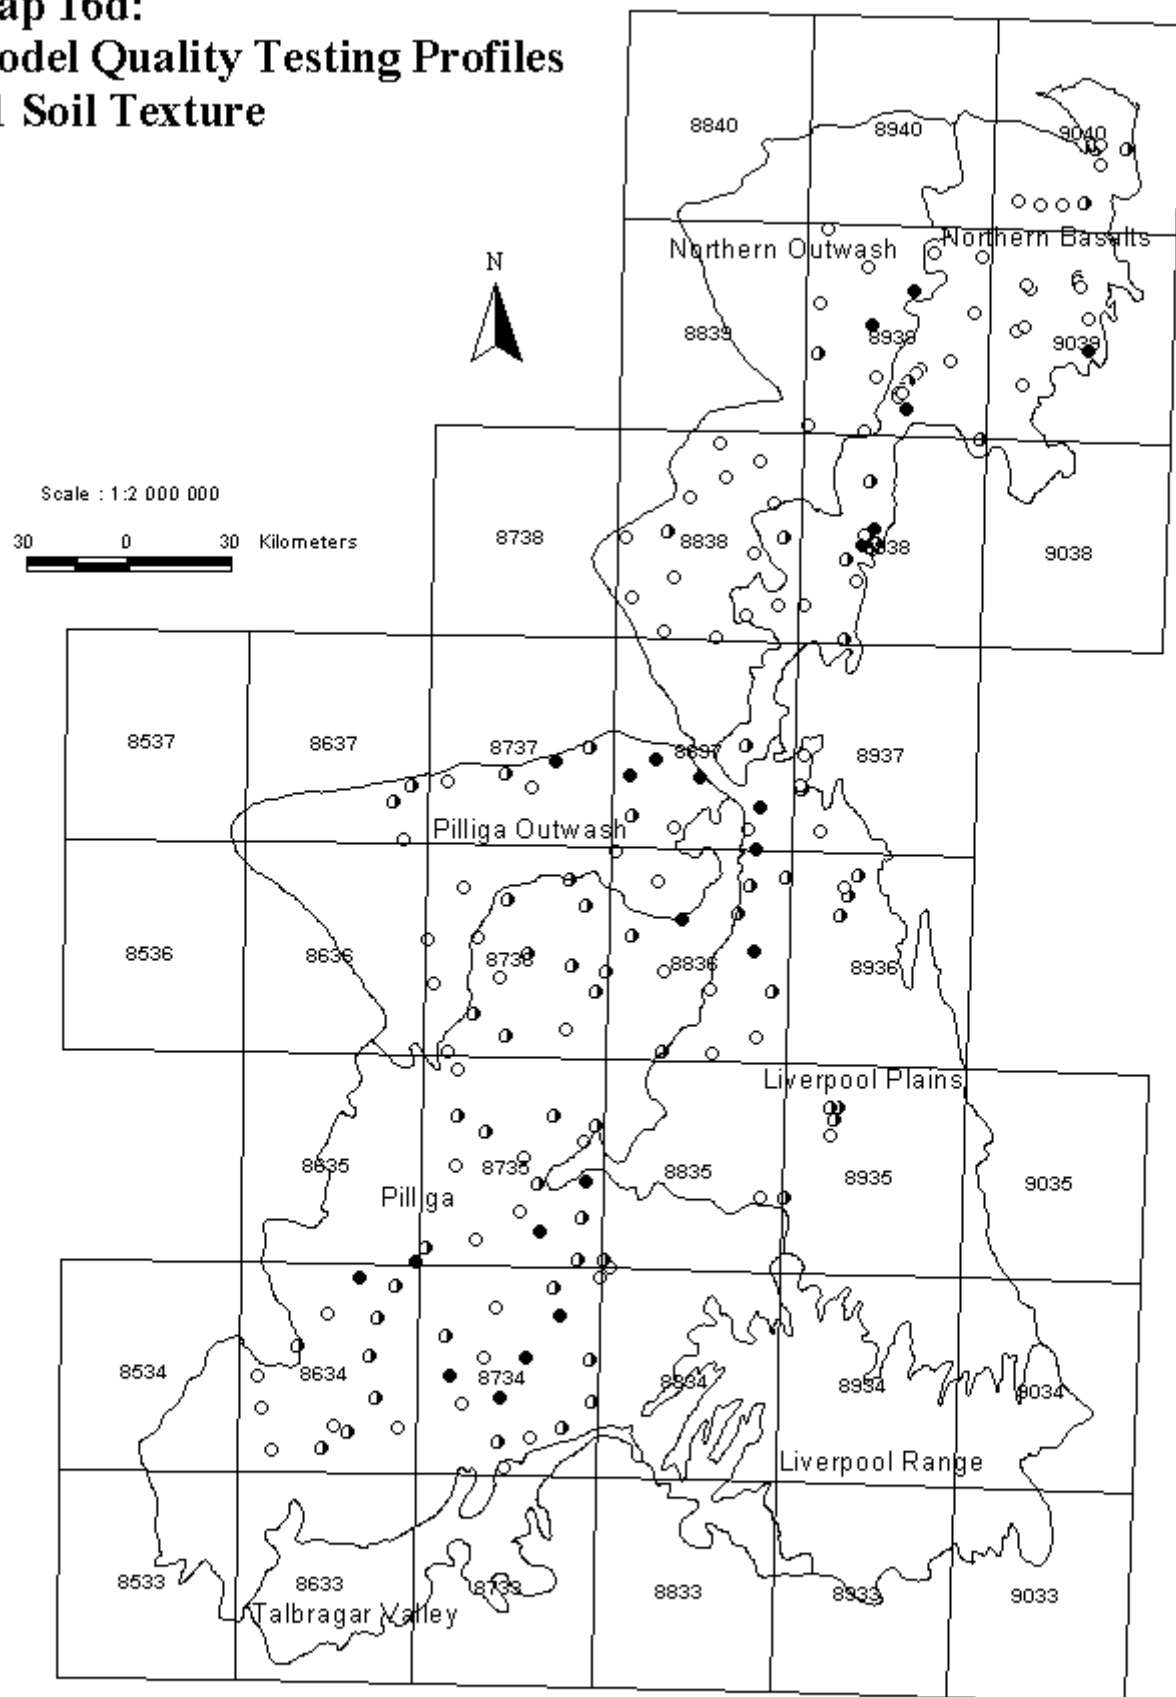 ap 16d:
odel Quality Testing Profiles
l Soil Texture
8840
8940
9040
Northern Outwash
Northern Basalts
N
6
8839
8939
9039
Scale : 1:2 000 000
30 0 30 Kilometers
8738
8838
9038
8537
8637
8737
8837
8937
Pilliga Outwash
8536
8636
8736
8836
8936
Liverpool Plains
8635
8735
8835
8935
9035
Pilliga
8534
8634
8734
8834
8934
9034
Liverpool Range
8533
8633
8733
8833
8933
9033
Talbragar Valley